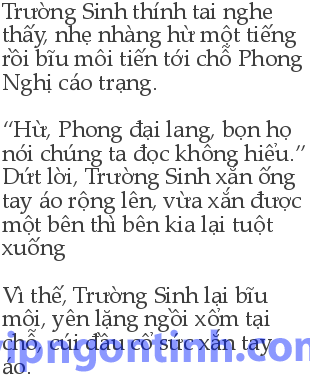 Trường Sinh thính tai nghe
thấy, nhẹ nhàng hừ một tiếng
rồi bĩu môi tiến tới chỗ Phong
Nghị cáo trạng.
“Hừ, Phong đại lang, bọn họ
nói chúng ta đọc không hiểu.”
Dứt lời, Trường Sinh xắn ống
tay áo rộng lên, vừa xắn được
một bên thì bên kia lại tuột
xuống
Vì thế, Trường Sinh lại bĩu
môi, yên lặng ngồi xổm tại
chỗ, cúi đầu cố sức xắn tay
áo.
vipngontinh.com